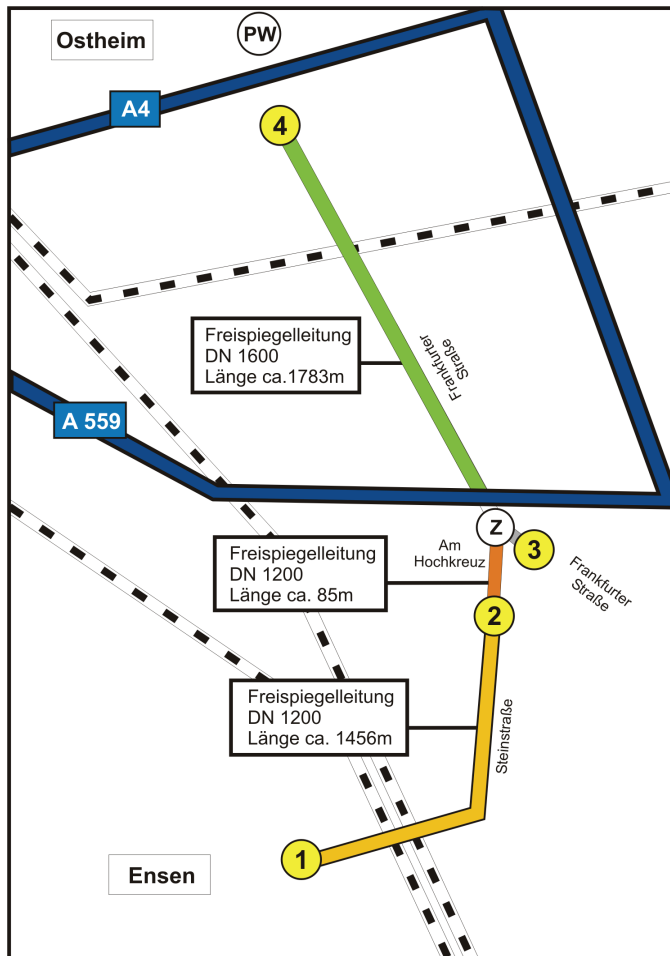 Ostheim
PW
A4
4
Frankfurter
Straße
Freispiegelleitung
DN 1600
Länge ca.1783m
A 559
Z
3
Am
Hochkreuz
Frankfurter
Straße
Freispiegelleitung
DN 1200
Länge ca. 85m
2
Freispiegelleitung
DN 1200
Länge ca. 1456m
Steinstraße
1
Ensen